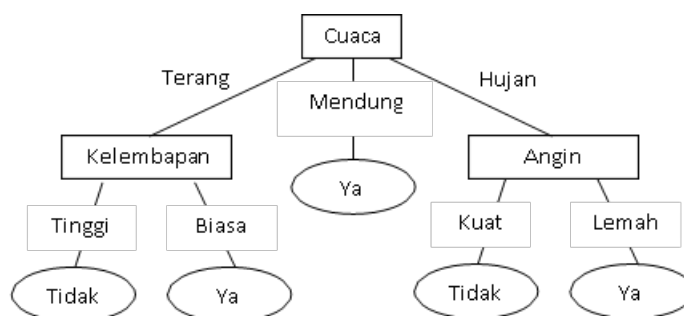 Cuaca
Terang
Mendung
Hujan
Kelembapan
Ya
Angin
Tinggi
Biasa
Kuat
Lemah
Tidak
Ya
Tidak
Ya